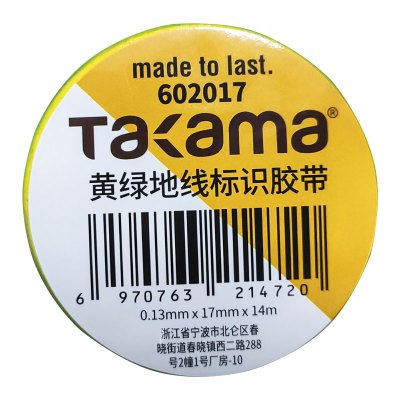 made to last.
602017
Takama®
黄绿地线标识胶带
6 970763 214720
0.13mm x 17mm x 14m
浙江省宁波市北仑区春
晓街道春晓镇西二路288
号2幢1号厂房-10